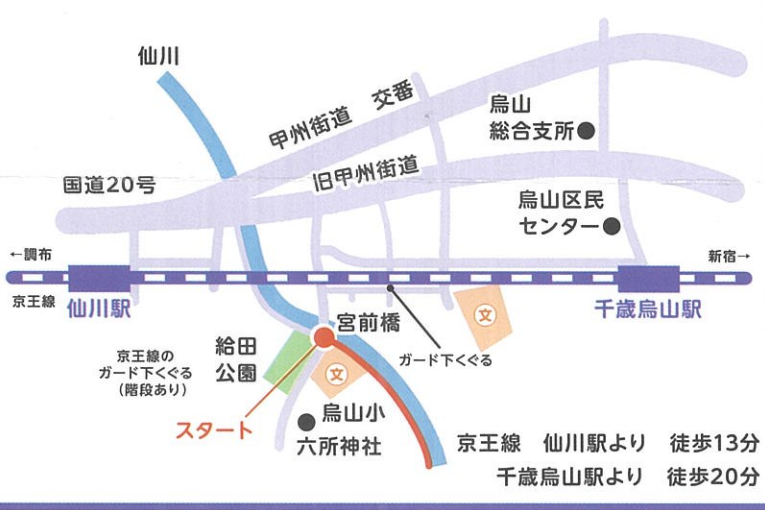 仙川
甲州街道 交番
烏山
総合支所
国道20号
旧甲州街道
烏山区民
センター
←調布
新宿→
京王線
仙川駅
千歳烏山駅
宮前橋
文
京王線の
ガード下くぐる
(階段あり)
給田
公園
ガード下くぐる
文
スタート
烏山小
六所神社
京王線 仙川駅より 徒歩13分
千歳烏山駅より 徒歩20分